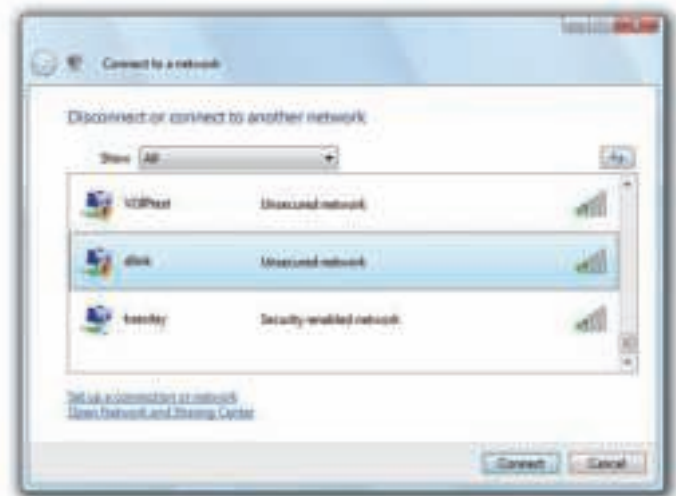 Connect to a network
Disconnect or connect to another network
Show All
Unsecured network
dlink Unsecured network
Security-enabled network
Set up a connection or network
Open Network and Sharing Center
Connect Cancel